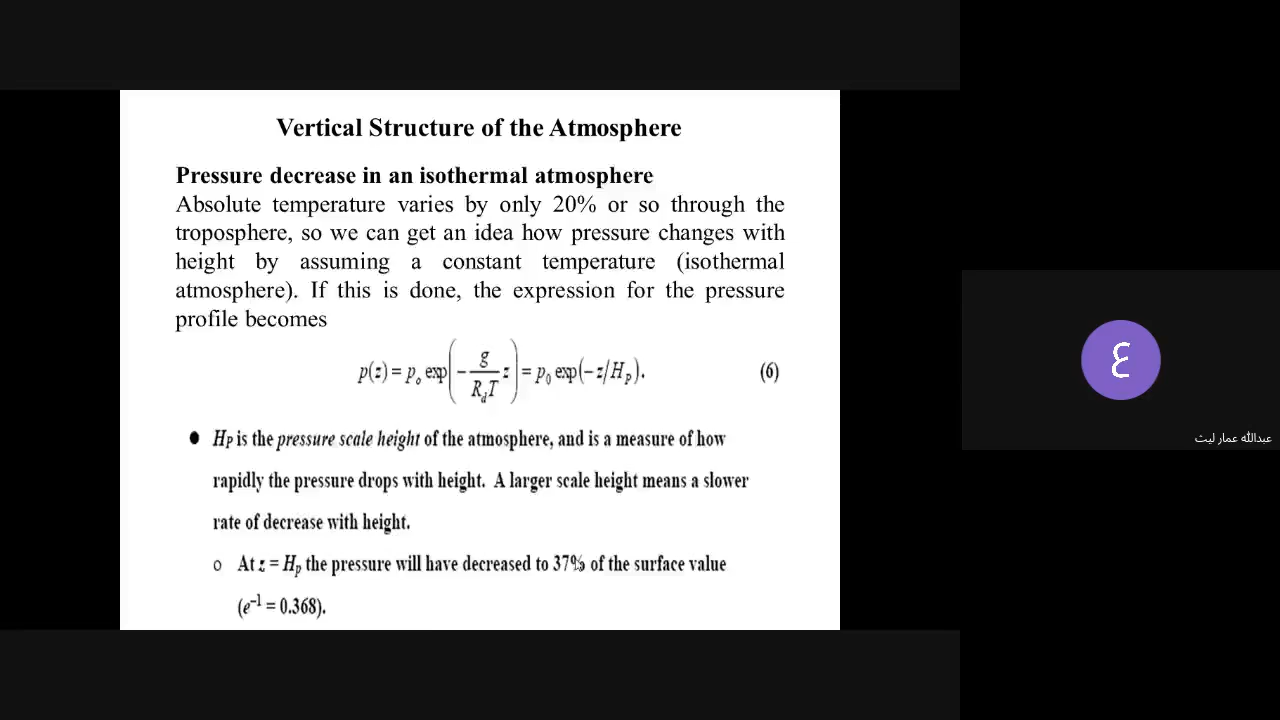 Vertical Structure of the Atmosphere
Pressure decrease in an isothermal atmosphere
Absolute temperature varies by only 20% or so through the
troposphere, so we can get an idea how pressure changes with
height by assuming a constant temperature (isothermal
atmosphere). If this is done, the expression for the pressure
profile becomes
p(z) = p_o exp(−(g/(R_d T)) z) = p_0 exp(−z/H_p). (6)
● H_P is the pressure scale height of the atmosphere, and is a measure of how
rapidly the pressure drops with height. A larger scale height means a slower
rate of decrease with height.
o At z = H_p the pressure will have decreased to 37% of the surface value
(e⁻¹ = 0.368).
ع
عبدالله عمار ليث